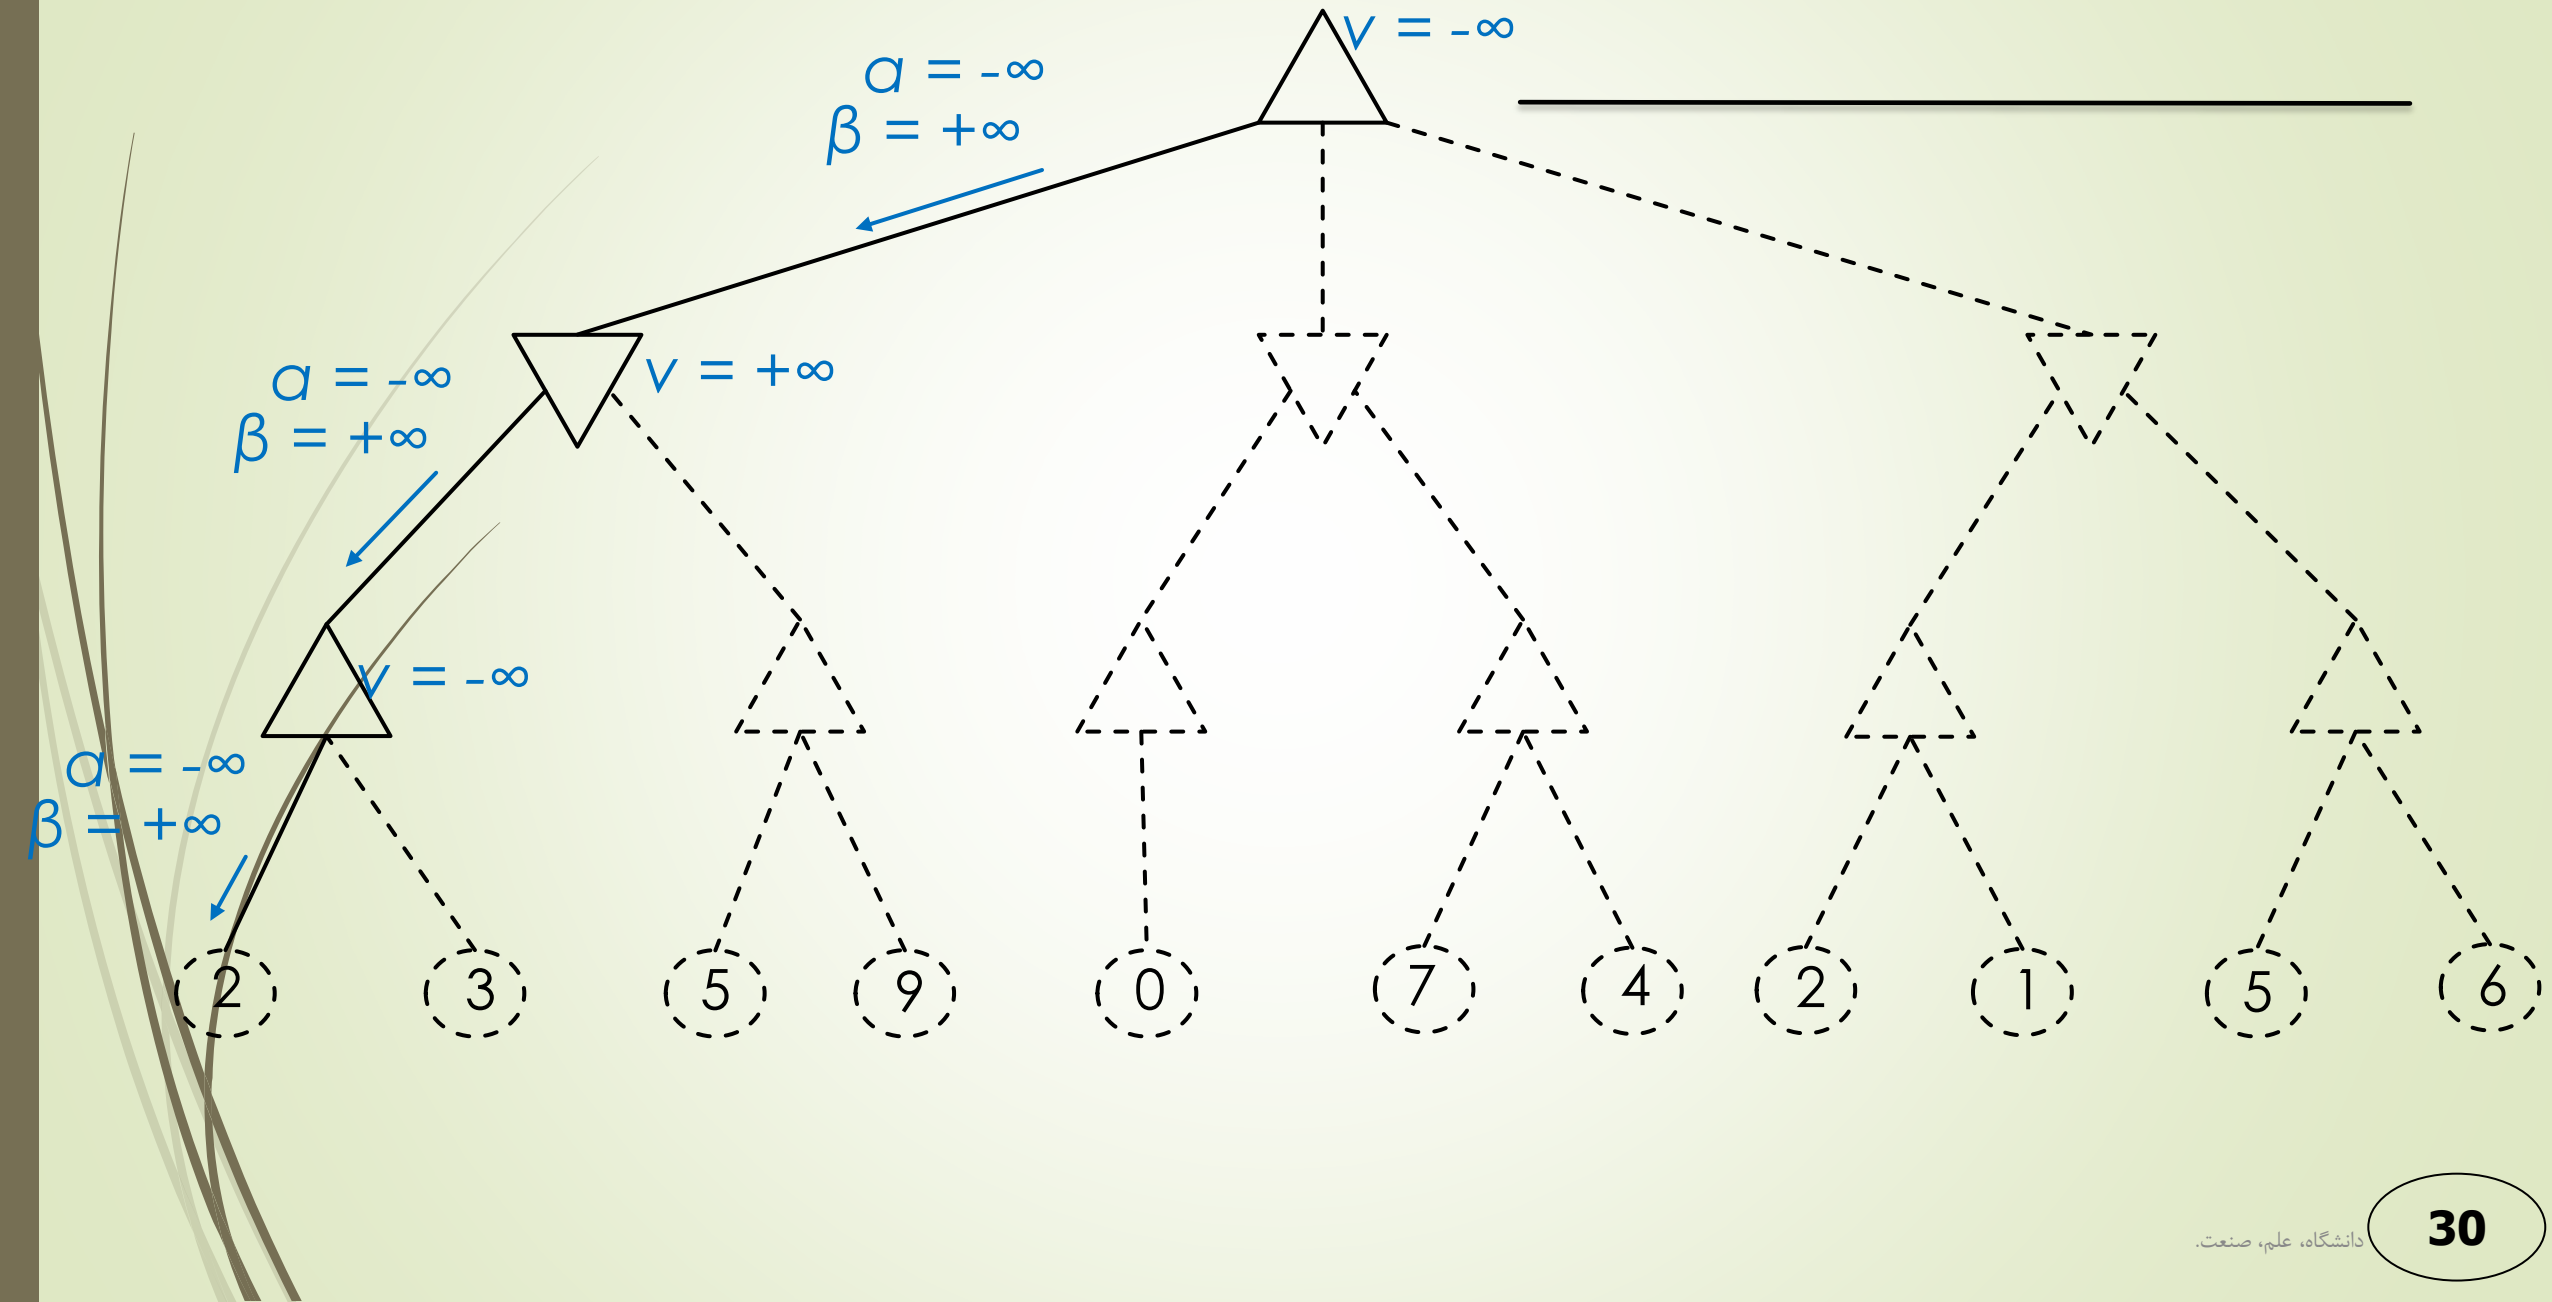 v = -∞
α = -∞
β = +∞
v = +∞
α = -∞
β = +∞
v = -∞
α = -∞
β = +∞
2 3 5 9 0 7 4 2 1 5 6
دانشگاه، علم، صنعت.
30